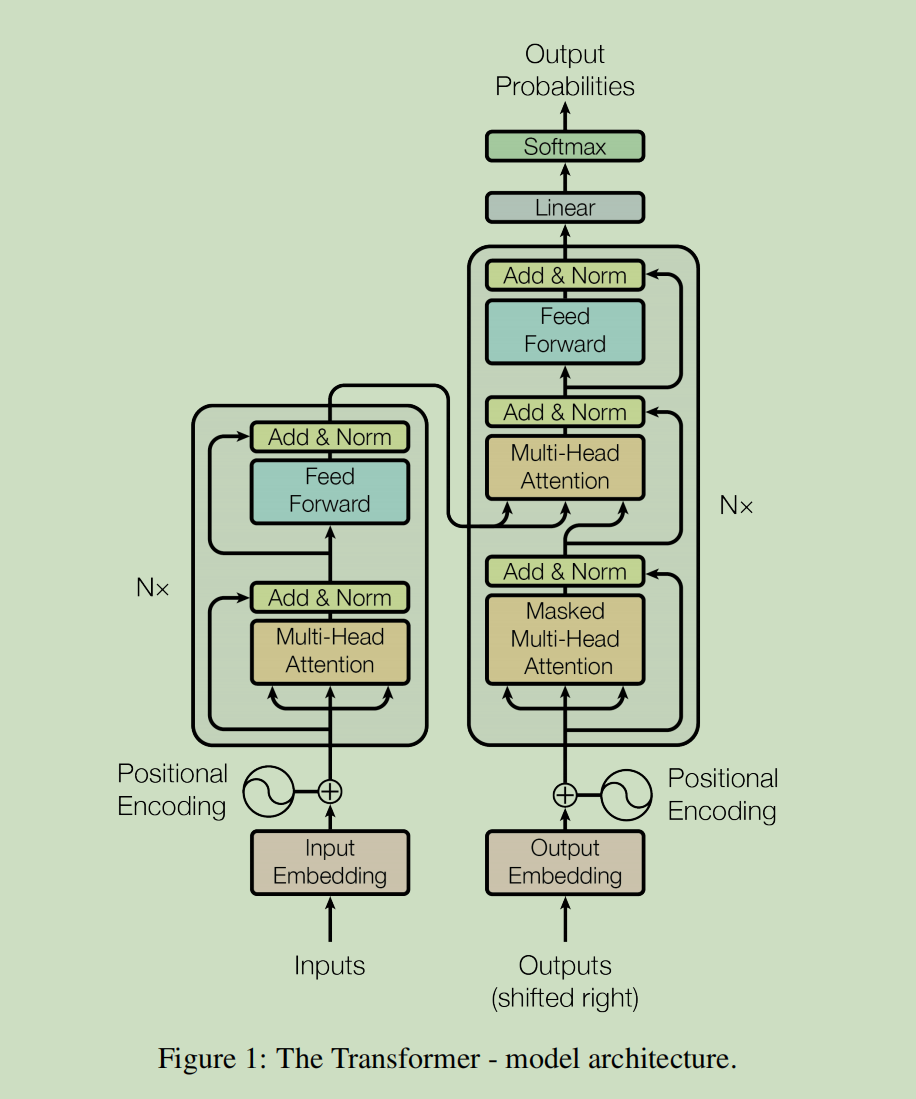 Output
Probabilities
Softmax
Linear
Add & Norm
Feed
Forward
Add & Norm
Multi-Head
Attention
N×
Add & Norm
Masked
Multi-Head
Attention
Add & Norm
Feed
Forward
N×
Add & Norm
Multi-Head
Attention
Positional
Encoding
Positional
Encoding
Input
Embedding
Output
Embedding
Inputs
Outputs
(shifted right)
Figure 1: The Transformer - model architecture.